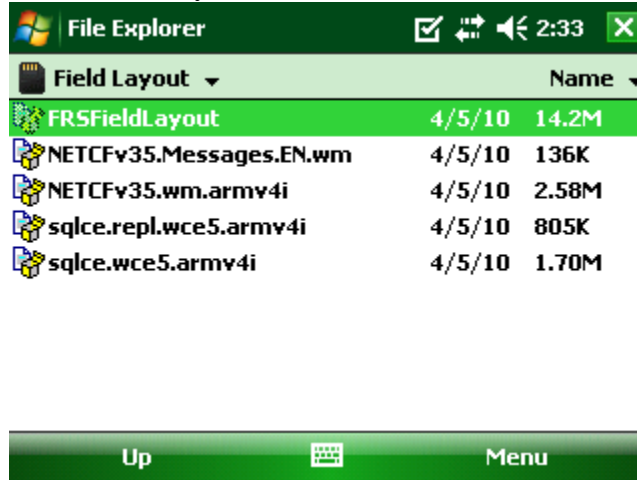 File Explorer 2:33
Field Layout Name
FRSFieldLayout 4/5/10 14.2M
NETCFv35.Messages.EN.wm 4/5/10 136K
NETCFv35.wm.armv4i 4/5/10 2.58M
sqlce.repl.wce5.armv4i 4/5/10 805K
sqlce.wce5.armv4i 4/5/10 1.70M
Up Menu